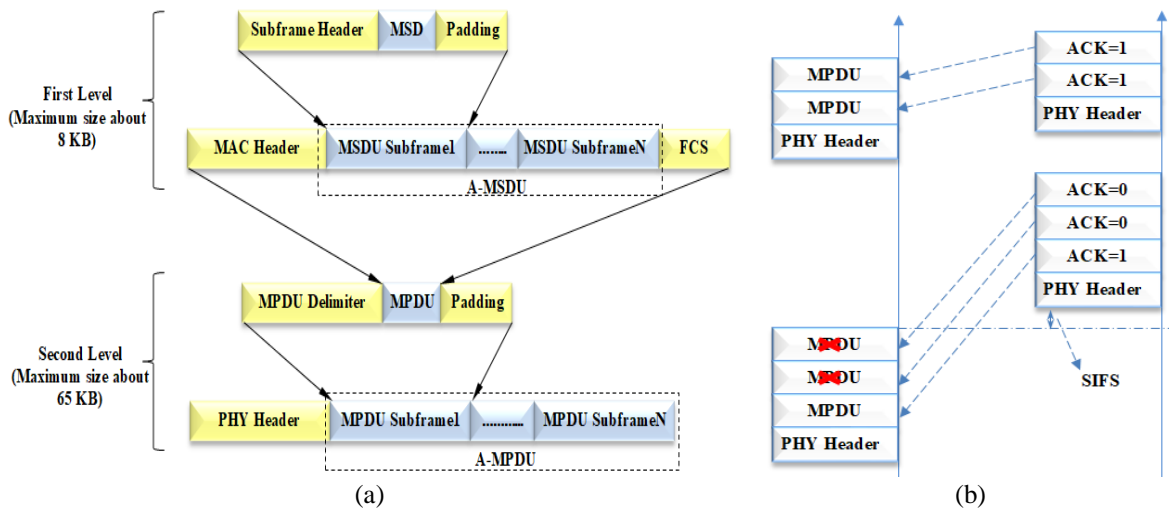 Subframe Header MSD Padding
First Level
(Maximum size about
8 KB)
MAC Header MSDU Subframe1 ........ MSDU SubframeN FCS
A-MSDU
MPDU Delimiter MPDU Padding
Second Level
(Maximum size about
65 KB)
PHY Header MPDU Subframe1 ............ MPDU SubframeN
A-MPDU
(a)
ACK=1
MPDU
ACK=1
MPDU
PHY Header
PHY Header
ACK=0
ACK=0
ACK=1
PHY Header
MPDU
MPDU
SIFS
MPDU
PHY Header
(b)